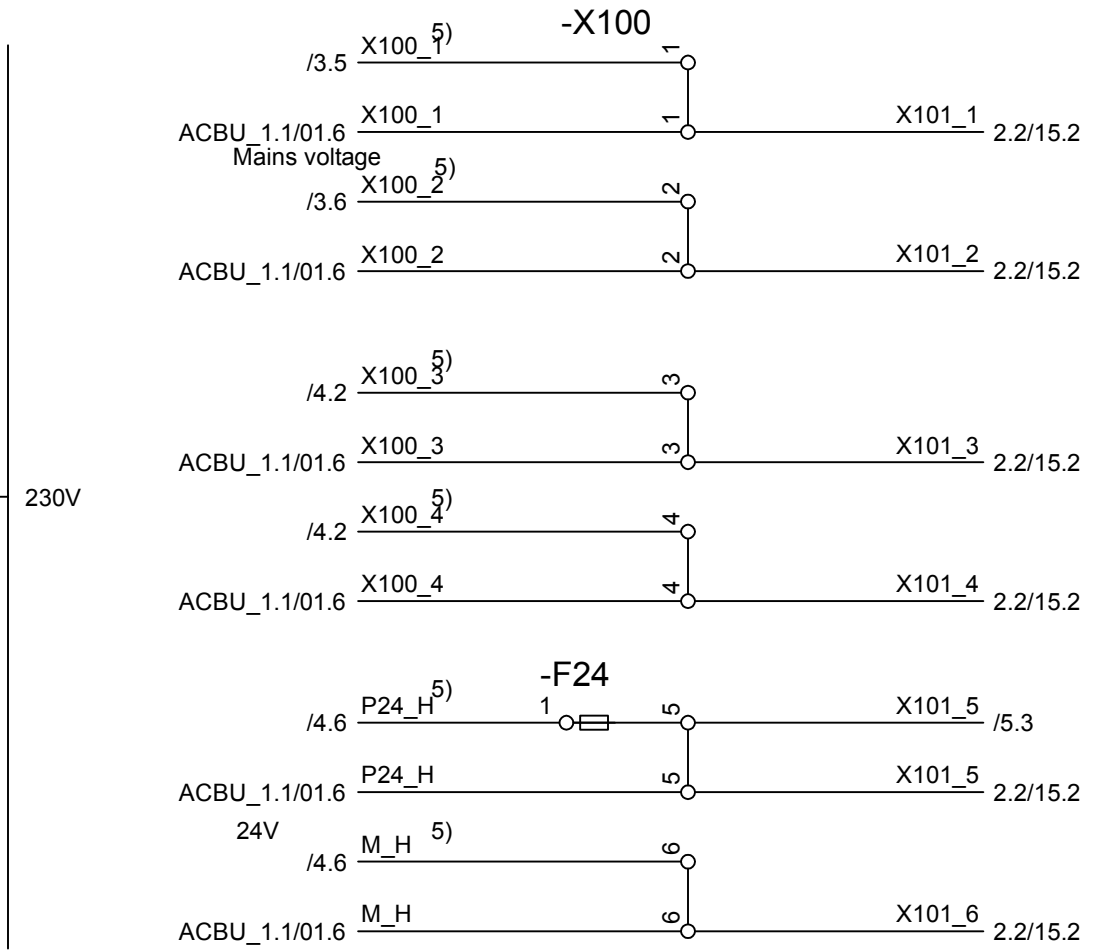 -X100
/3.5 X100_1 5) 1
ACBU_1.1/01.6 X100_1 1 X101_1 2.2/15.2
Mains voltage
/3.6 X100_2 5) 2
ACBU_1.1/01.6 X100_2 2 X101_2 2.2/15.2
/4.2 X100_3 5) 3
ACBU_1.1/01.6 X100_3 3 X101_3 2.2/15.2
230V
/4.2 X100_4 5) 4
ACBU_1.1/01.6 X100_4 4 X101_4 2.2/15.2
-F24
/4.6 P24_H 5) 1 5 X101_5 /5.3
ACBU_1.1/01.6 P24_H 5 X101_5 2.2/15.2
24V
/4.6 M_H 5) 6
ACBU_1.1/01.6 M_H 6 X101_6 2.2/15.2